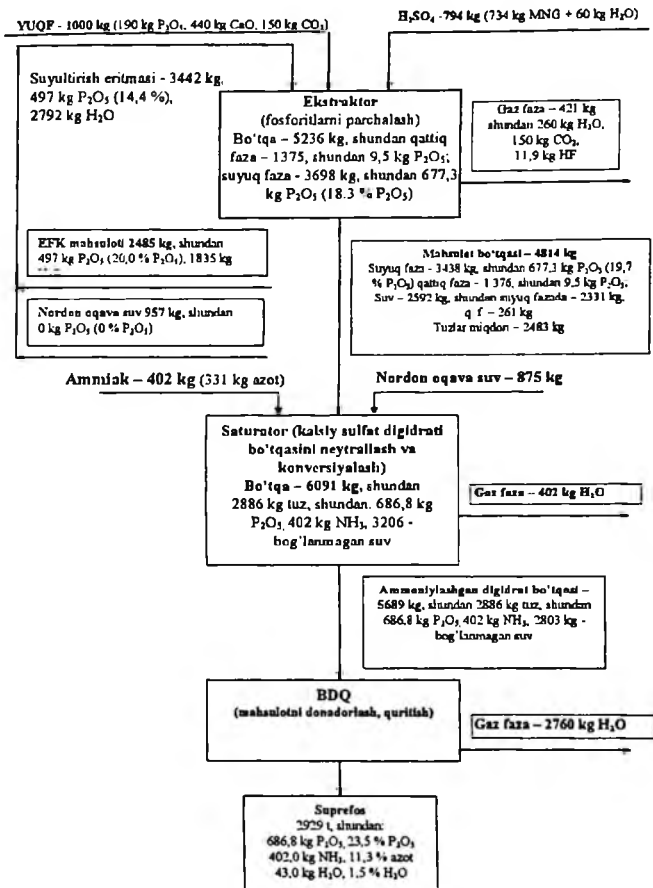 YUQF - 1000 kg (190 kg P₂O₅, 440 kg CaO, 150 kg CO₂)
H₂SO₄ -794 kg (734 kg MNG + 60 kg H₂O)
Suyultirish eritmasi - 3442 kg,
497 kg P₂O₅ (14,4 %),
2792 kg H₂O
Ekstraktor
(fosforitlarni parchalash)
Bo'tqa – 5236 kg, shundan qattiq
faza – 1375, shundan 9,5 kg P₂O₅;
suyuq faza – 3698 kg, shundan 677,3
kg P₂O₅ (18.3 % P₂O₅)
Gaz faza – 421 kg
shundan 260 kg H₂O,
150 kg CO₂,
11,9 kg HF
EFK mahsuloti 2485 kg, shundan
497 kg P₂O₅ (20,0 % P₂O₅), 1835 kg
Nordon oqava suv 957 kg, shundan
0 kg P₂O₅ (0 % P₂O₅)
Mahsulot bo'tqasi – 4814
Suyuq faza - 3438 kg, shundan 677,3 kg P₂O₅ (19,7
% P₂O₅) qattiq faza - 1 376, shundan 9,5 kg P₂O₅;
Suv – 2592 kg, shundan suyuq fazada – 2331 kg,
q f – 261 kg
Tuzlar miqdori – 2483 kg
Ammiak – 402 kg (331 kg azot)
Nordon oqava suv – 875 kg
Saturator (kalsiy sulfat digidrati
bo'tqasini neytrallash va
konversiyalash)
Bo'tqa – 6091 kg, shundan
2886 kg tuz, shundan. 686,8 kg
P₂O₅, 402 kg NH₃, 3206 -
bog'lanmagan suv
Gaz faza – 402 kg H₂O
Ammoniylashgan digidrat bo'tqasi –
5689 kg, shundan 2886 kg tuz, shundan
686,8 kg P₂O₅, 402 kg NH₃, 2803 kg -
bog'lanmagan suv
BDQ
(mahsulotni donadorlash, quritish)
Gaz faza – 2760 kg H₂O
Suprefos
2929 t, shundan:
686,8 kg P₂O₅, 23,5 % P₂O₅
402,0 kg NH₃, 11,3 % azot
43,0 kg H₂O, 1,5 % H₂O